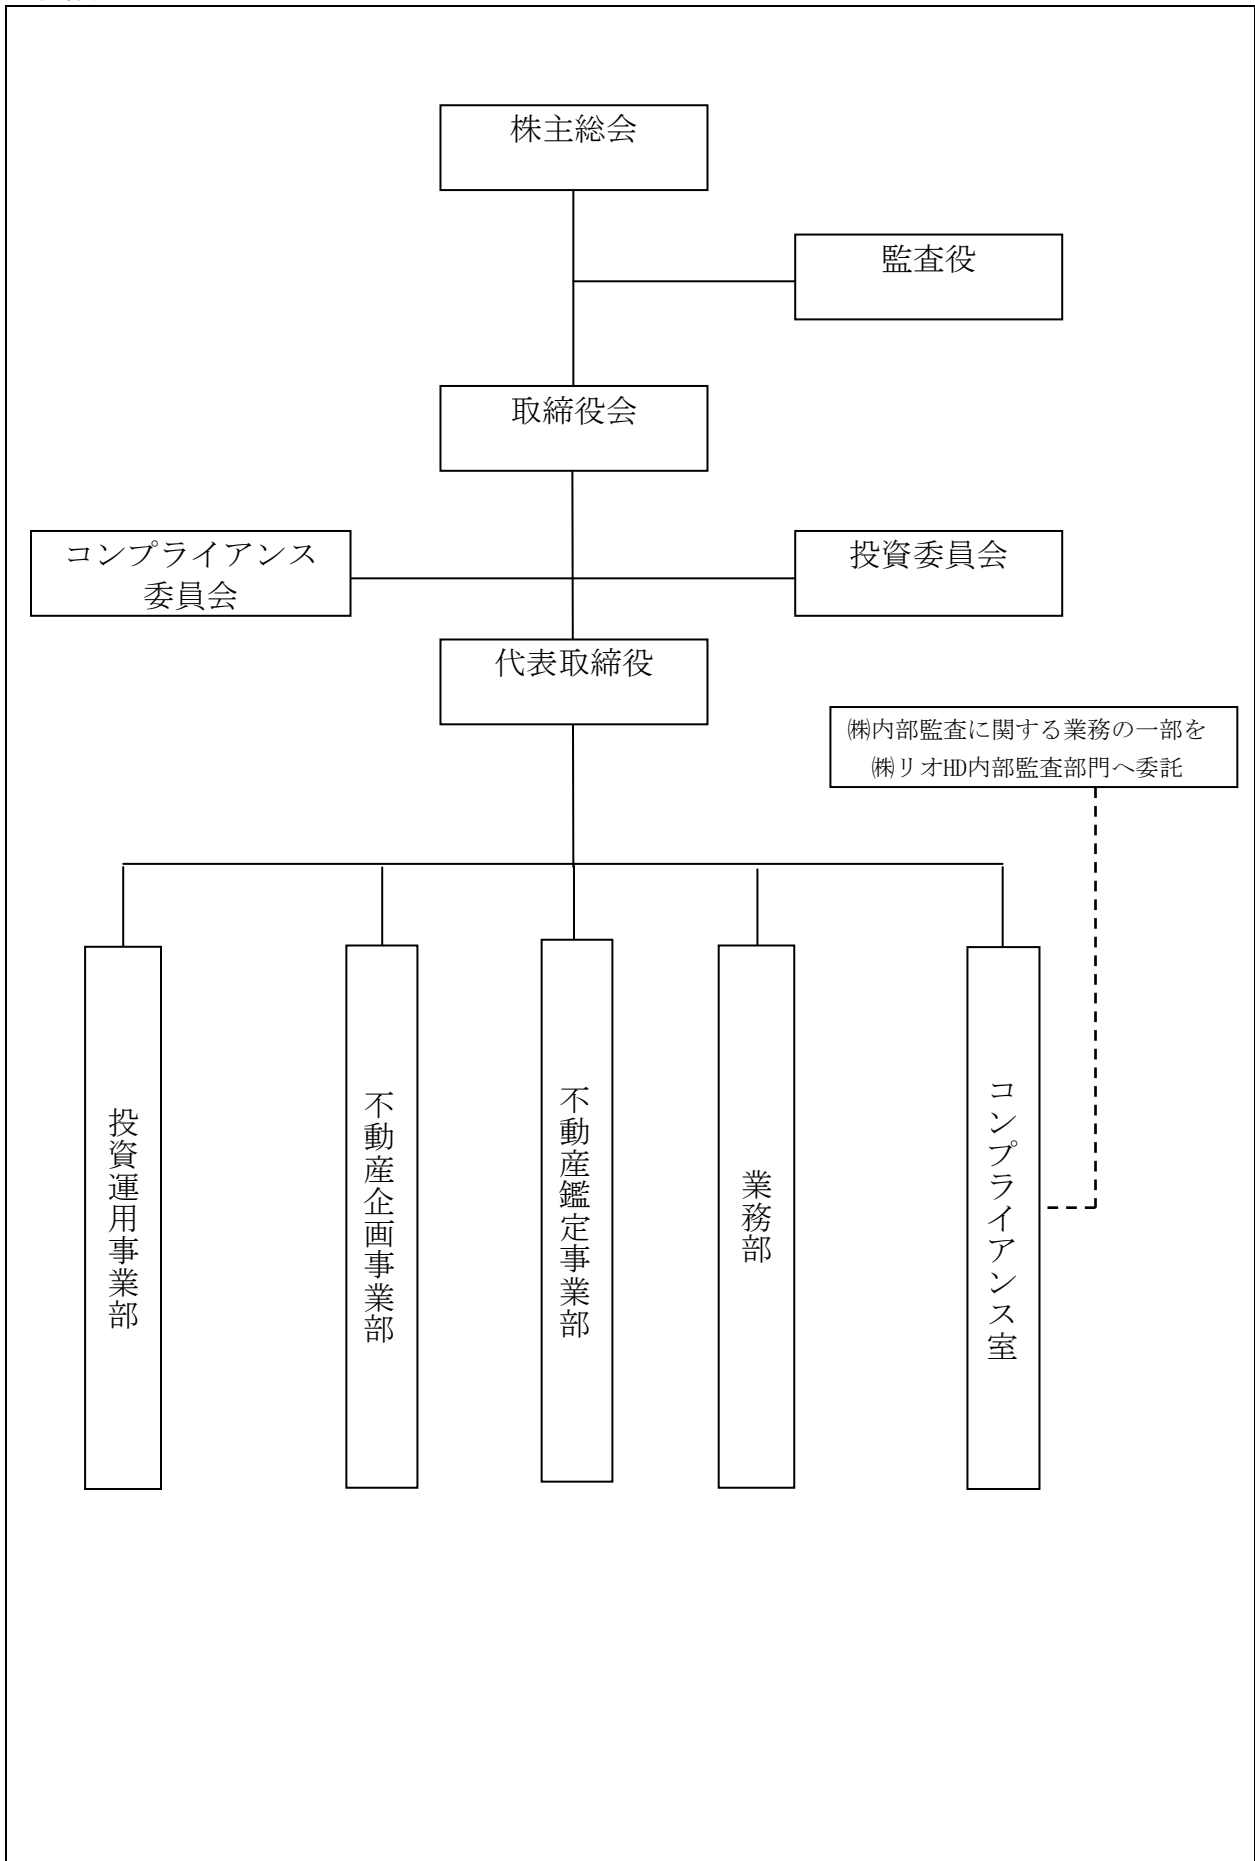 株主総会
監査役
取締役会
コンプライアンス
委員会
投資委員会
代表取締役
㈱内部監査に関する業務の一部を
㈱リオHD内部監査部門へ委託
投資運用事業部
不動産企画事業部
不動産鑑定事業部
業務部
コンプライアンス室